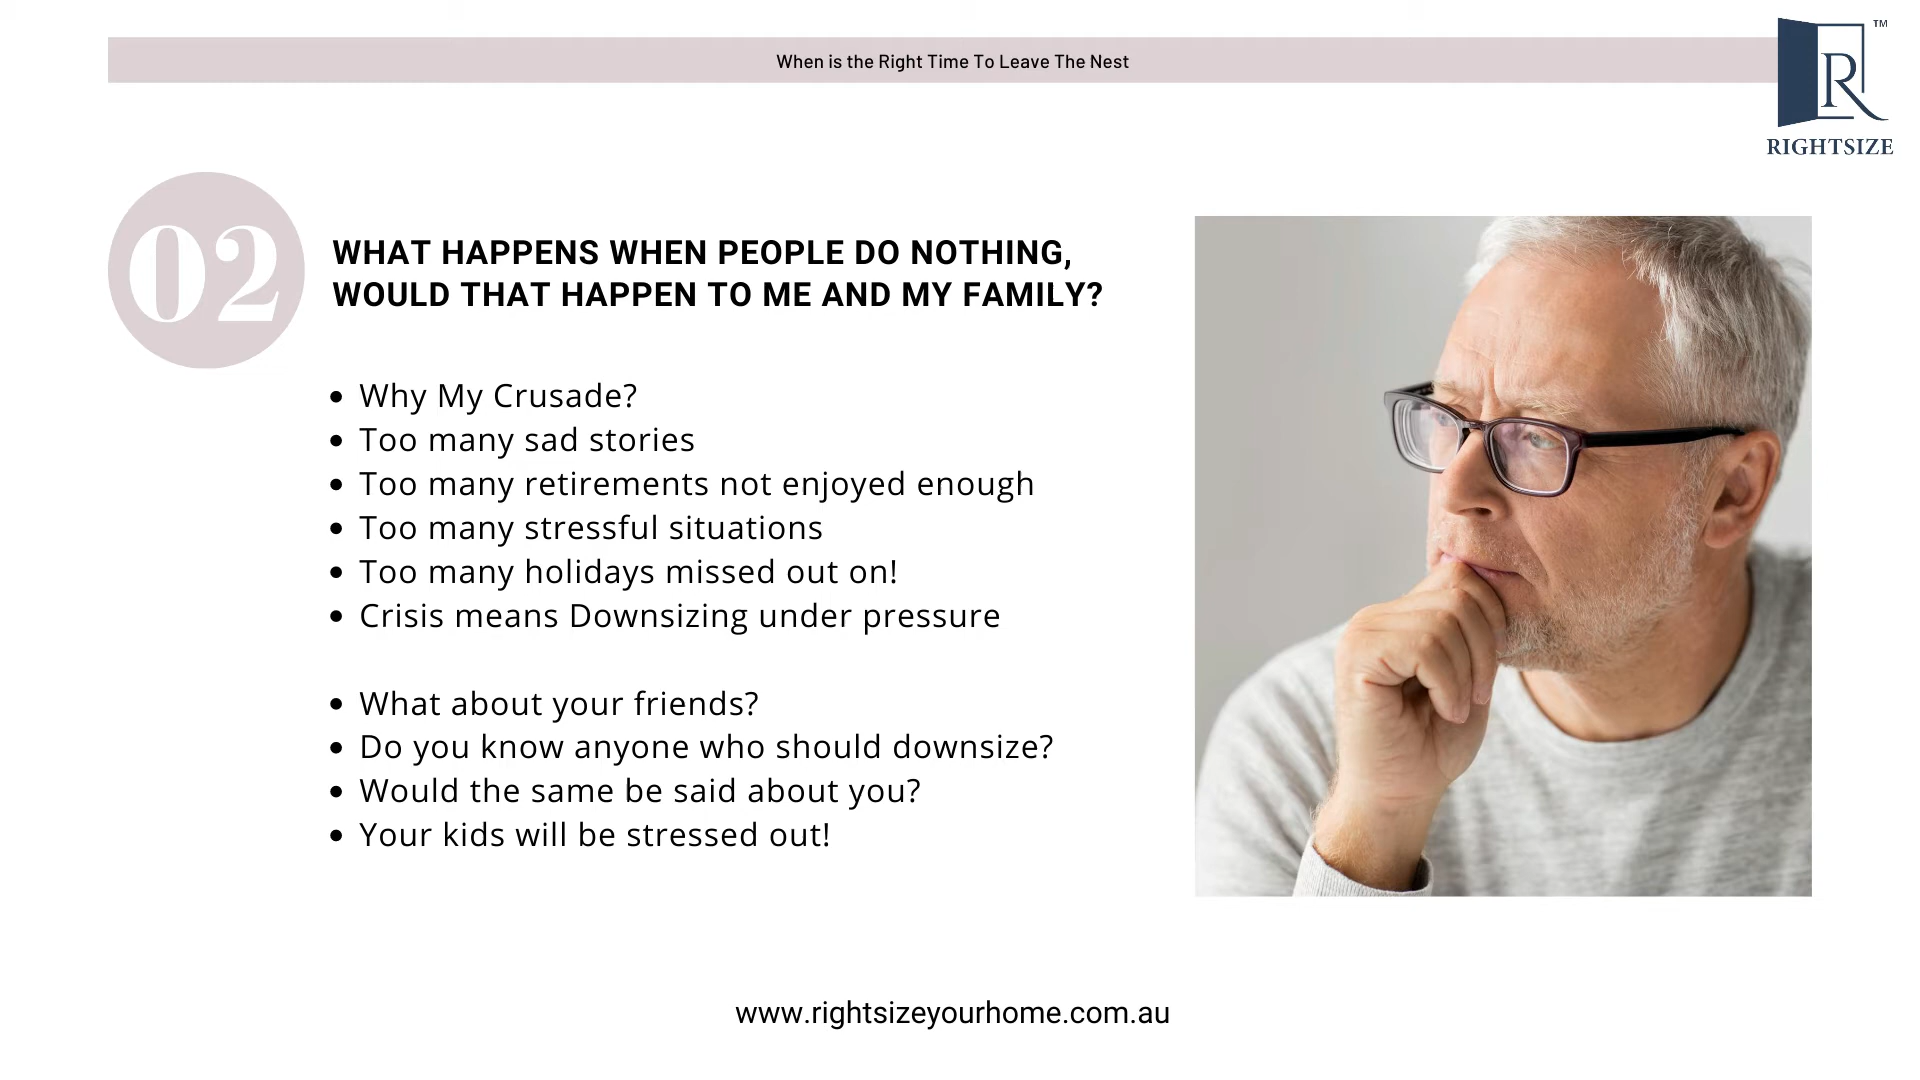 When is the Right Time To Leave The Nest
TM
R
RIGHTSIZE
02
WHAT HAPPENS WHEN PEOPLE DO NOTHING,
WOULD THAT HAPPEN TO ME AND MY FAMILY?
• Why My Crusade?
• Too many sad stories
• Too many retirements not enjoyed enough
• Too many stressful situations
• Too many holidays missed out on!
• Crisis means Downsizing under pressure
• What about your friends?
• Do you know anyone who should downsize?
• Would the same be said about you?
• Your kids will be stressed out!
www.rightsizeyourhome.com.au